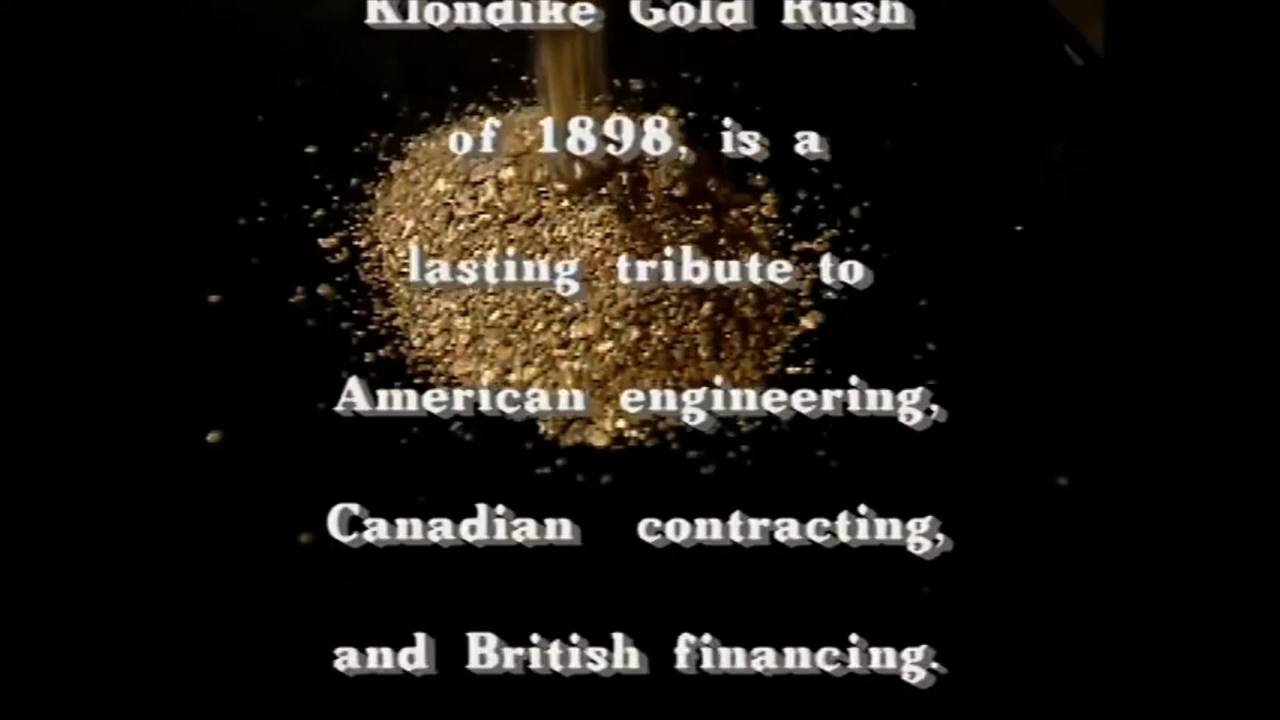 Klondike Gold Rush
of 1898, is a
lasting tribute to
American engineering,
Canadian contracting,
and British financing.